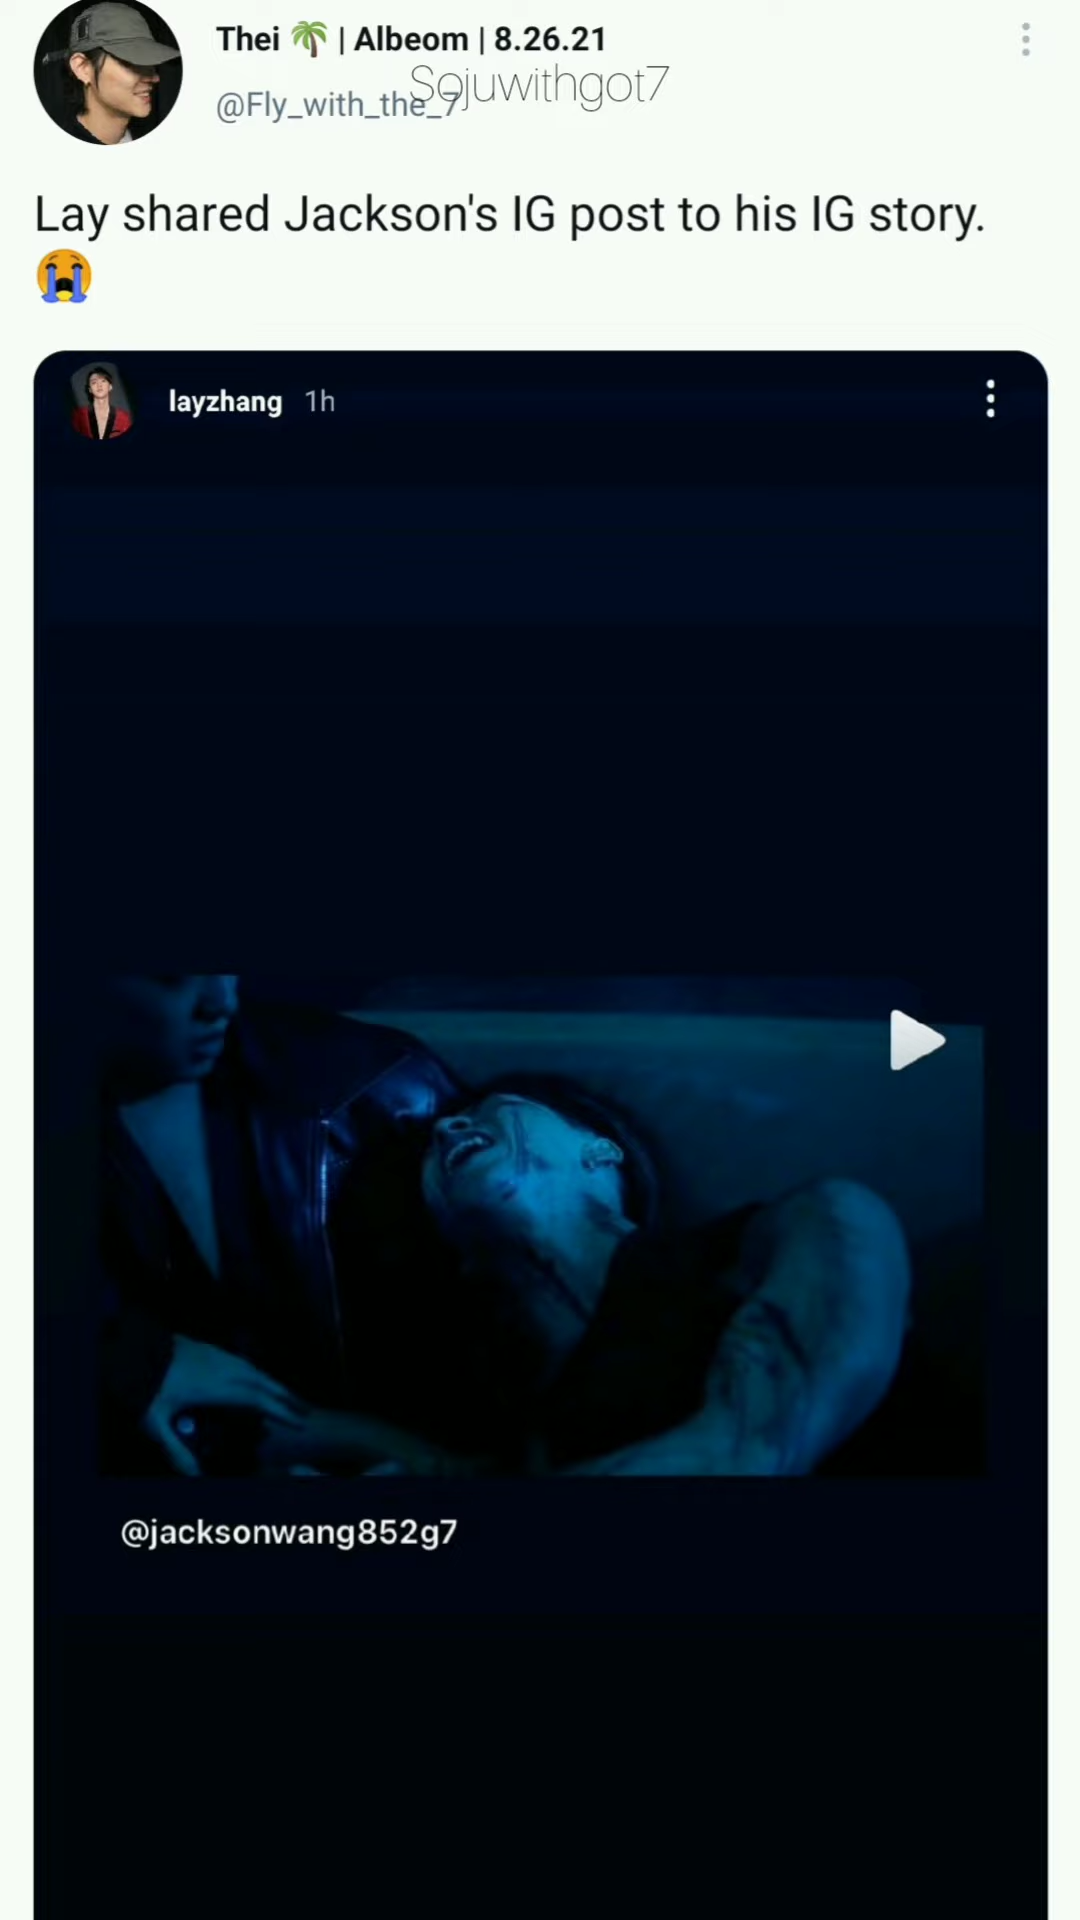 Thei 🌴 | Albeom | 8.26.21
@Fly_with_the_7
Sojuwithgot7
Lay shared Jackson's IG post to his IG story.
😭
layzhang 1h
@jacksonwang852g7